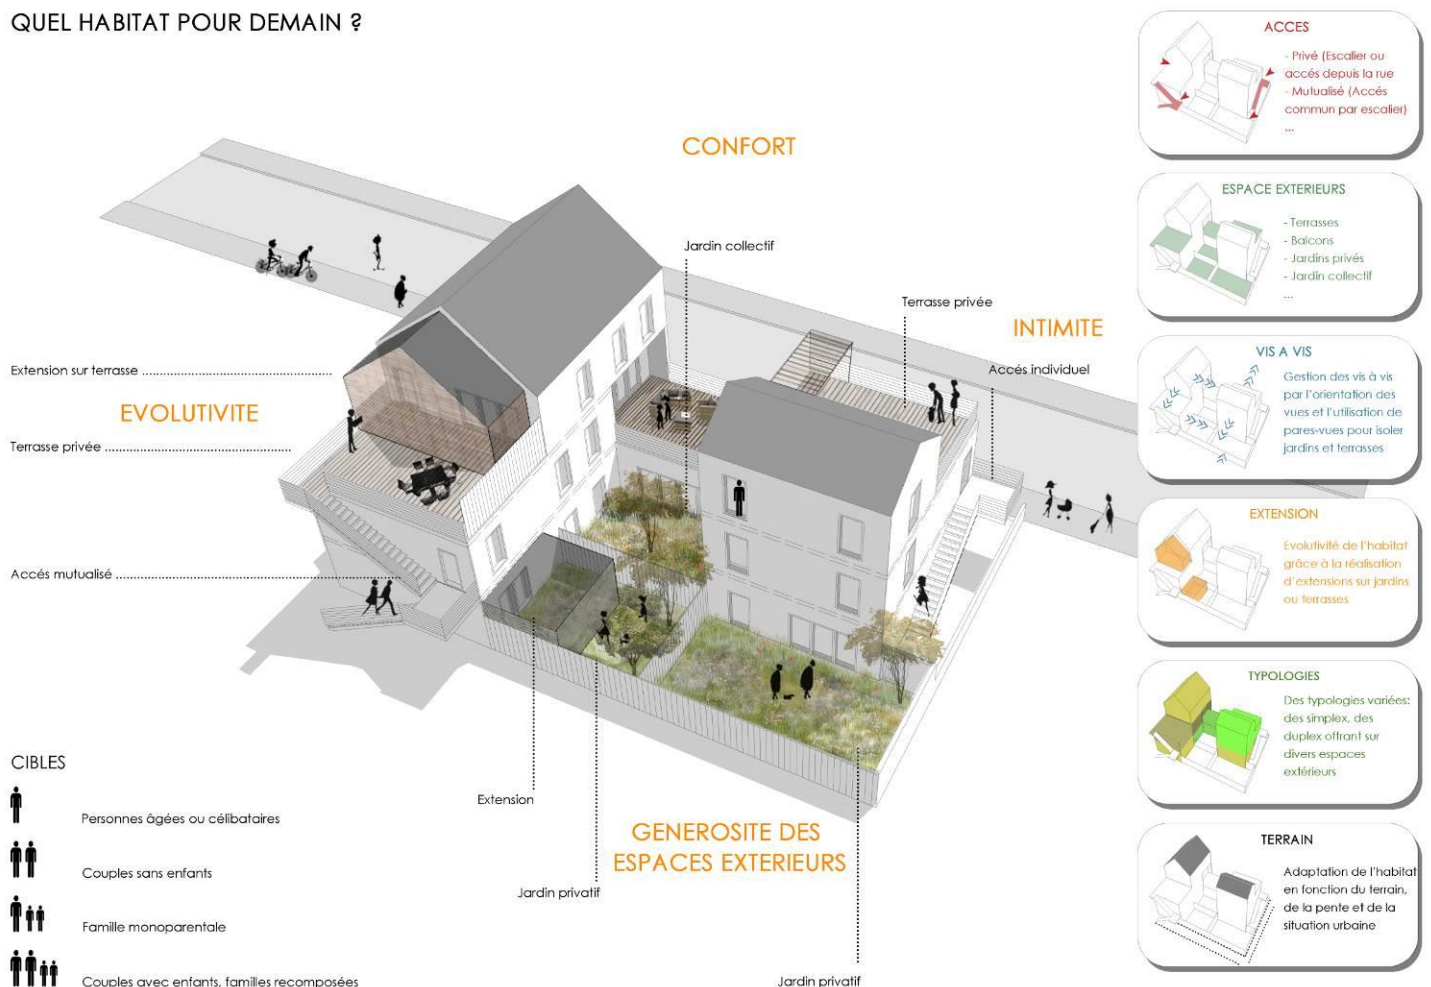 QUEL HABITAT POUR DEMAIN ?
CONFORT
Jardin collectif
Terrasse privée
INTIMITE
Accés individuel
Extension sur terrasse
EVOLUTIVITE
Terrasse privée
Accés mutualisé
Extension
GENEROSITE DES
ESPACES EXTERIEURS
Jardin privatif
Jardin privatif
CIBLES
Personnes âgées ou célibataires
Couples sans enfants
Famille monoparentale
Couples avec enfants, familles recomposées
ACCES
- Privé (Escalier ou
accés depuis la rue
- Mutualisé (Accés
commun par escalier)
...
ESPACE EXTERIEURS
- Terrasses
- Balcons
- Jardins privés
- Jardin collectif
...
VIS A VIS
Gestion des vis à vis
par l'orientation des
vues et l'utilisation de
pares-vues pour isoler
jardins et terrasses
EXTENSION
Evolutivité de l'habitat
grâce à la réalisation
d'extensions sur jardins
ou terrasses
TYPOLOGIES
Des typologies variées:
des simplex, des
duplex offrant sur
divers espaces
extérieurs
TERRAIN
Adaptation de l'habitat
en fonction du terrain,
de la pente et de la
situation urbaine